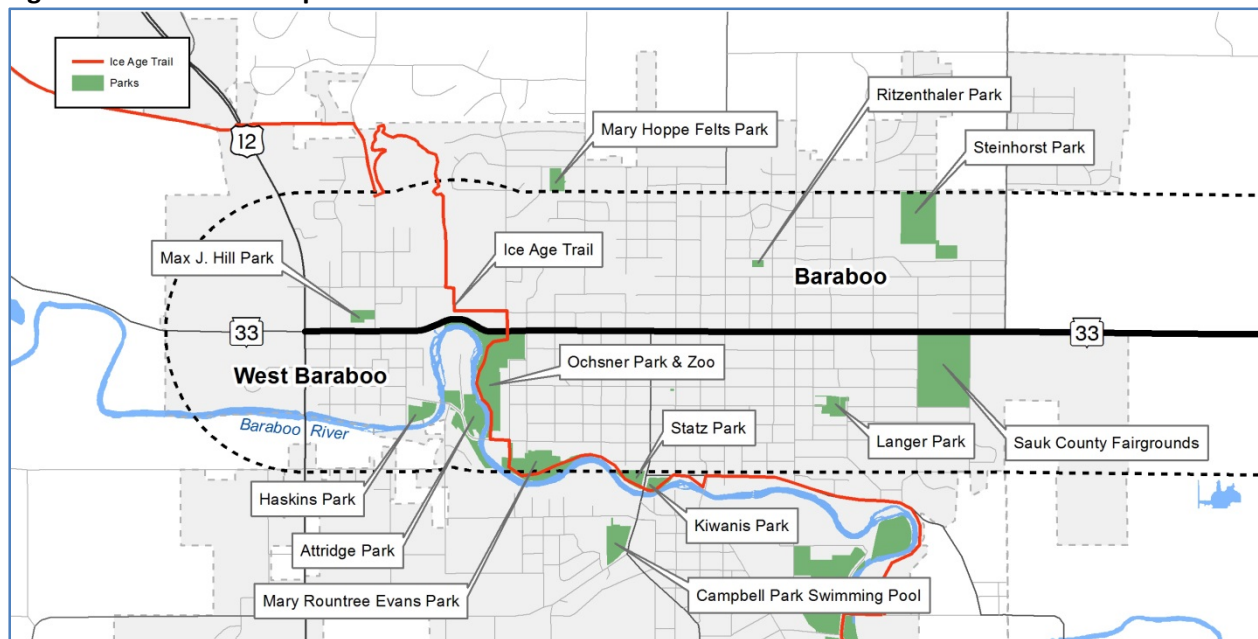 Ice Age Trail
Parks
12
Ritzenthaler Park
Mary Hoppe Felts Park
Steinhorst Park
Max J. Hill Park
Ice Age Trail
Baraboo
33
33
Ochsner Park & Zoo
West Baraboo
Baraboo River
Statz Park
Langer Park
Sauk County Fairgrounds
Haskins Park
Kiwanis Park
Attridge Park
Mary Rountree Evans Park
Campbell Park Swimming Pool